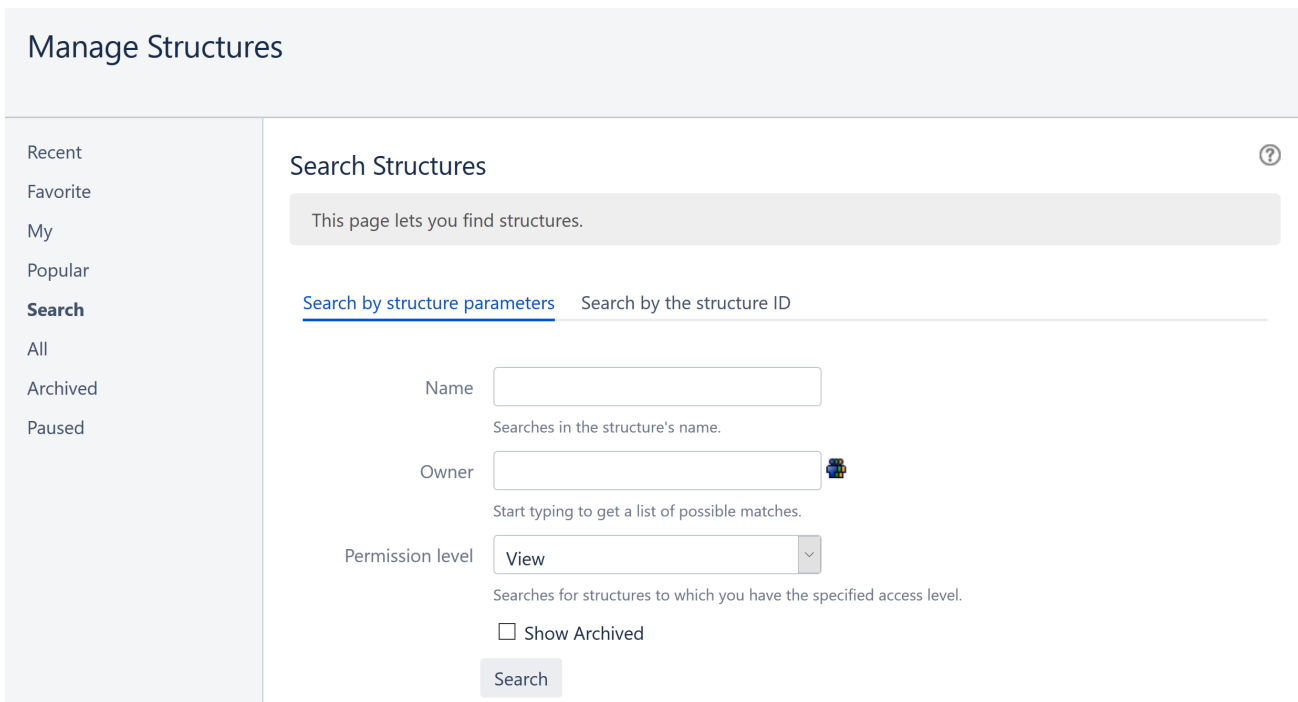 Manage Structures
Recent
Favorite
My
Popular
Search
All
Archived
Paused
Search Structures
?
This page lets you find structures.
Search by structure parameters Search by the structure ID
Name
Searches in the structure's name.
Owner
Start typing to get a list of possible matches.
Permission level View
Searches for structures to which you have the specified access level.
Show Archived
Search